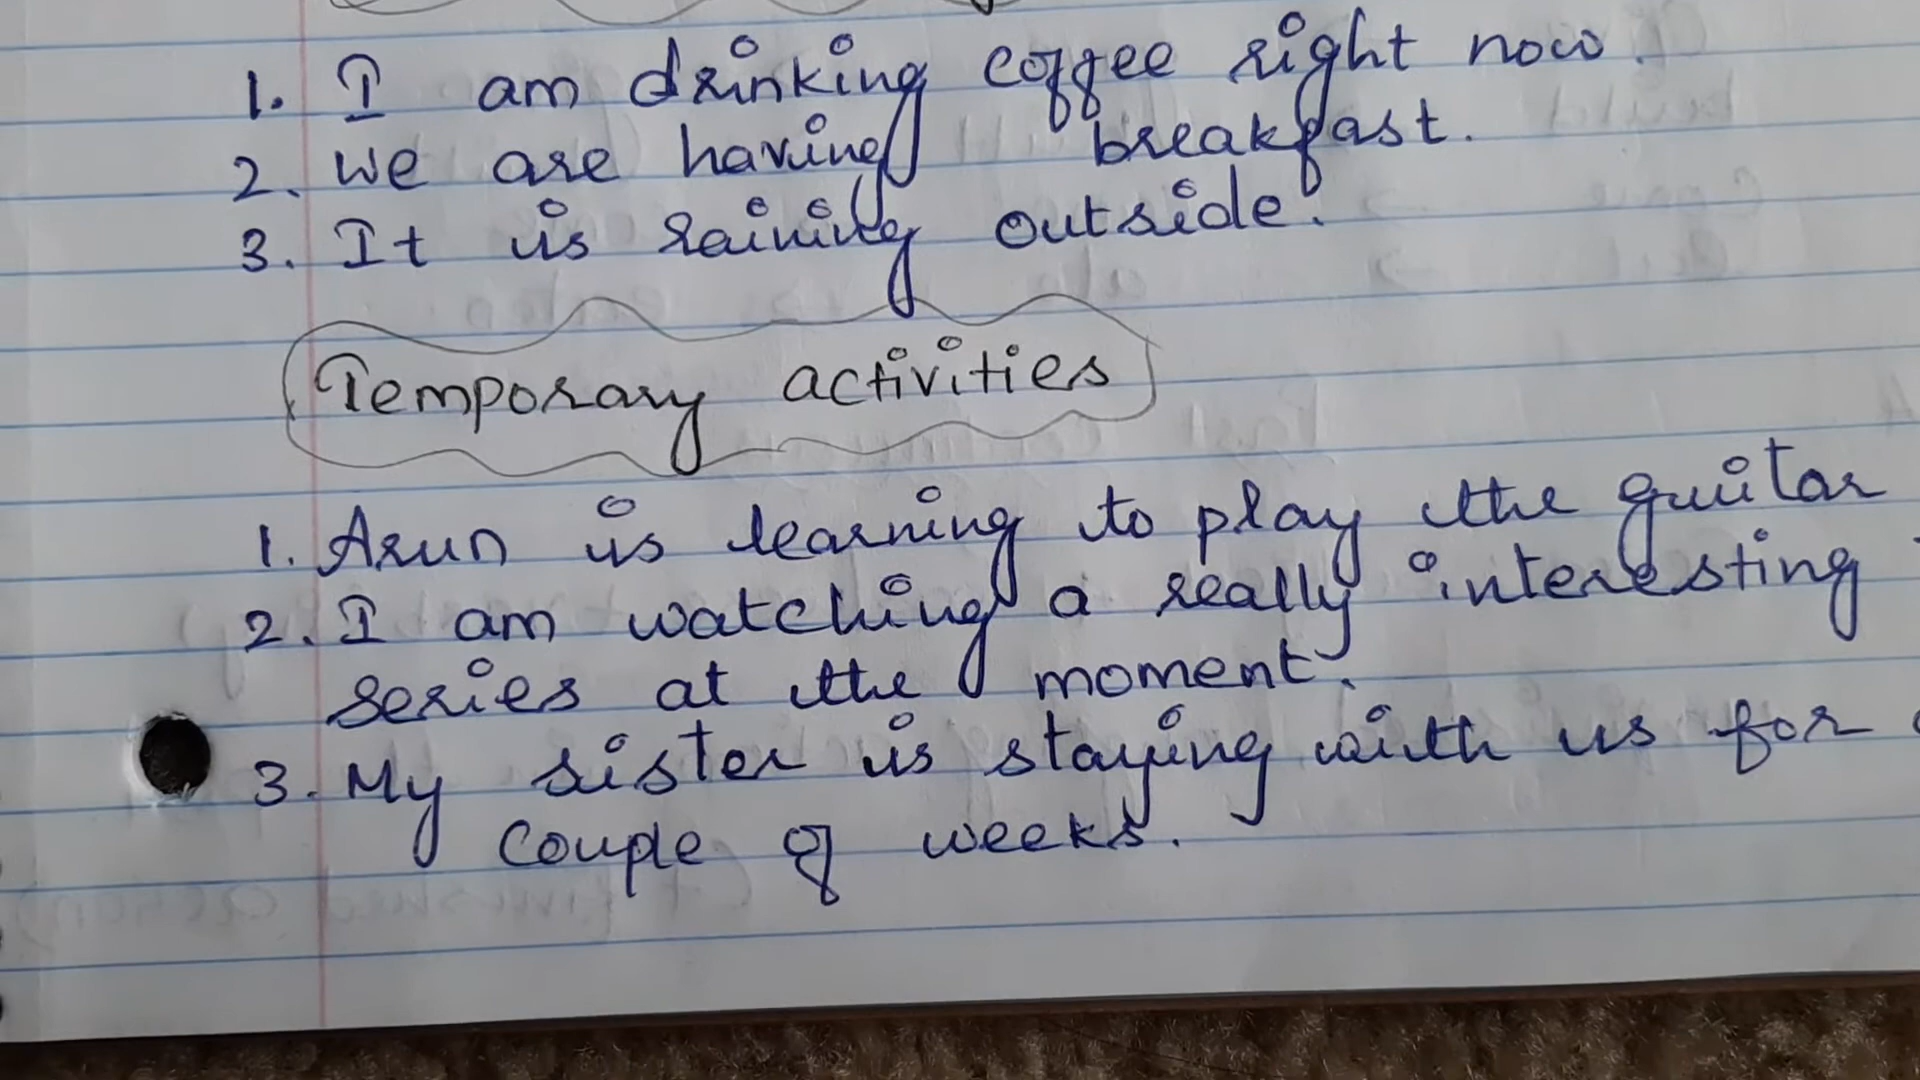 1. I am drinking coffee right now.
2. We are having breakfast.
3. It is raining outside.
Temporary activities
1. Arun is learning to play the guitar
2. I am watching a really interesting
series at the moment.
3. My sister is staying with us for
couple of weeks.